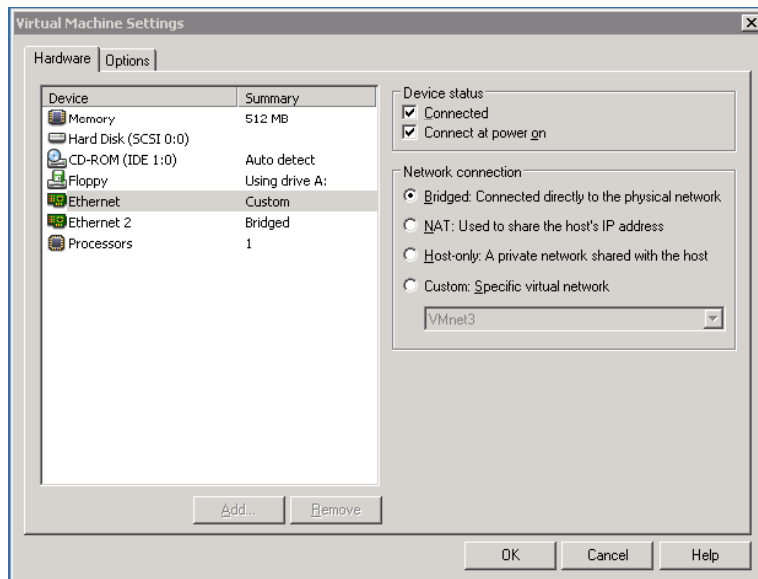 Virtual Machine Settings
Hardware Options
Device Summary
Memory 512 MB
Hard Disk (SCSI 0:0)
CD-ROM (IDE 1:0) Auto detect
Floppy Using drive A:
Ethernet Custom
Ethernet 2 Bridged
Processors 1
Add... Remove
Device status
Connected
Connect at power on
Network connection
Bridged: Connected directly to the physical network
NAT: Used to share the host's IP address
Host-only: A private network shared with the host
Custom: Specific virtual network
VMnet3
OK Cancel Help